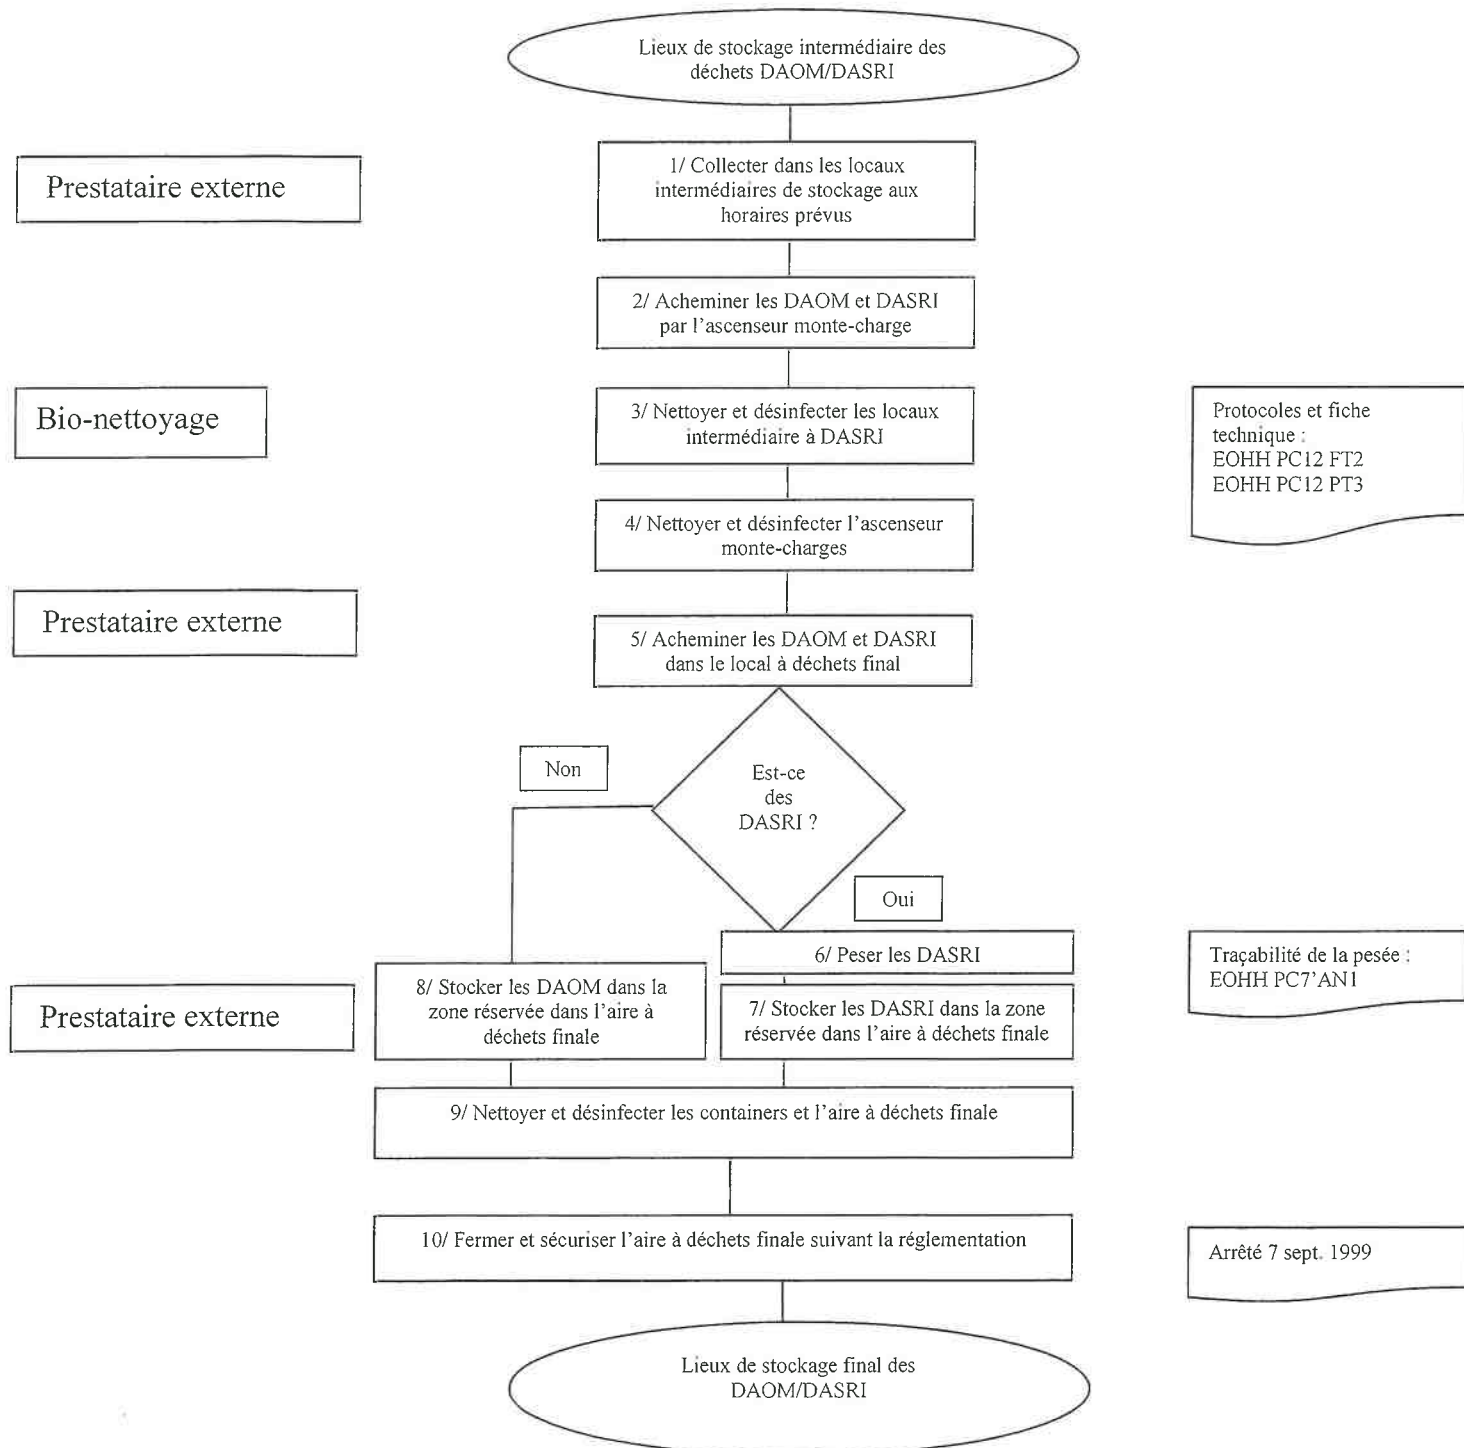 Lieux de stockage intermédiaire des
déchets DAOM/DASRI
Prestataire externe
1/ Collecter dans les locaux
intermédiaires de stockage aux
horaires prévus
2/ Acheminer les DAOM et DASRI
par l'ascenseur monte-charge
Bio-nettoyage
3/ Nettoyer et désinfecter les locaux
intermédiaire à DASRI
Protocoles et fiche
technique :
EOHH PC12 FT2
EOHH PC12 PT3
4/ Nettoyer et désinfecter l'ascenseur
monte-charges
Prestataire externe
5/ Acheminer les DAOM et DASRI
dans le local à déchets final
Non
Est-ce
des
DASRI ?
Oui
6/ Peser les DASRI
Traçabilité de la pesée :
EOHH PC7'AN1
Prestataire externe
8/ Stocker les DAOM dans la
zone réservée dans l'aire à
déchets finale
7/ Stocker les DASRI dans la zone
réservée dans l'aire à déchets finale
9/ Nettoyer et désinfecter les containers et l'aire à déchets finale
10/ Fermer et sécuriser l'aire à déchets finale suivant la réglementation
Arrêté 7 sept. 1999
Lieux de stockage final des
DAOM/DASRI